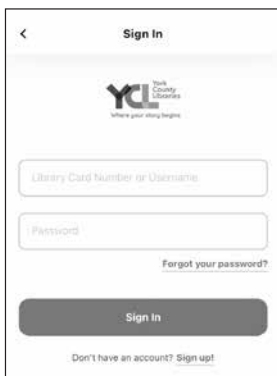 Sign In
YCL York
County
Libraries
Where your story begins
Library Card Number or Username
Password
Forgot your password?
Sign In
Don't have an account? Sign up!